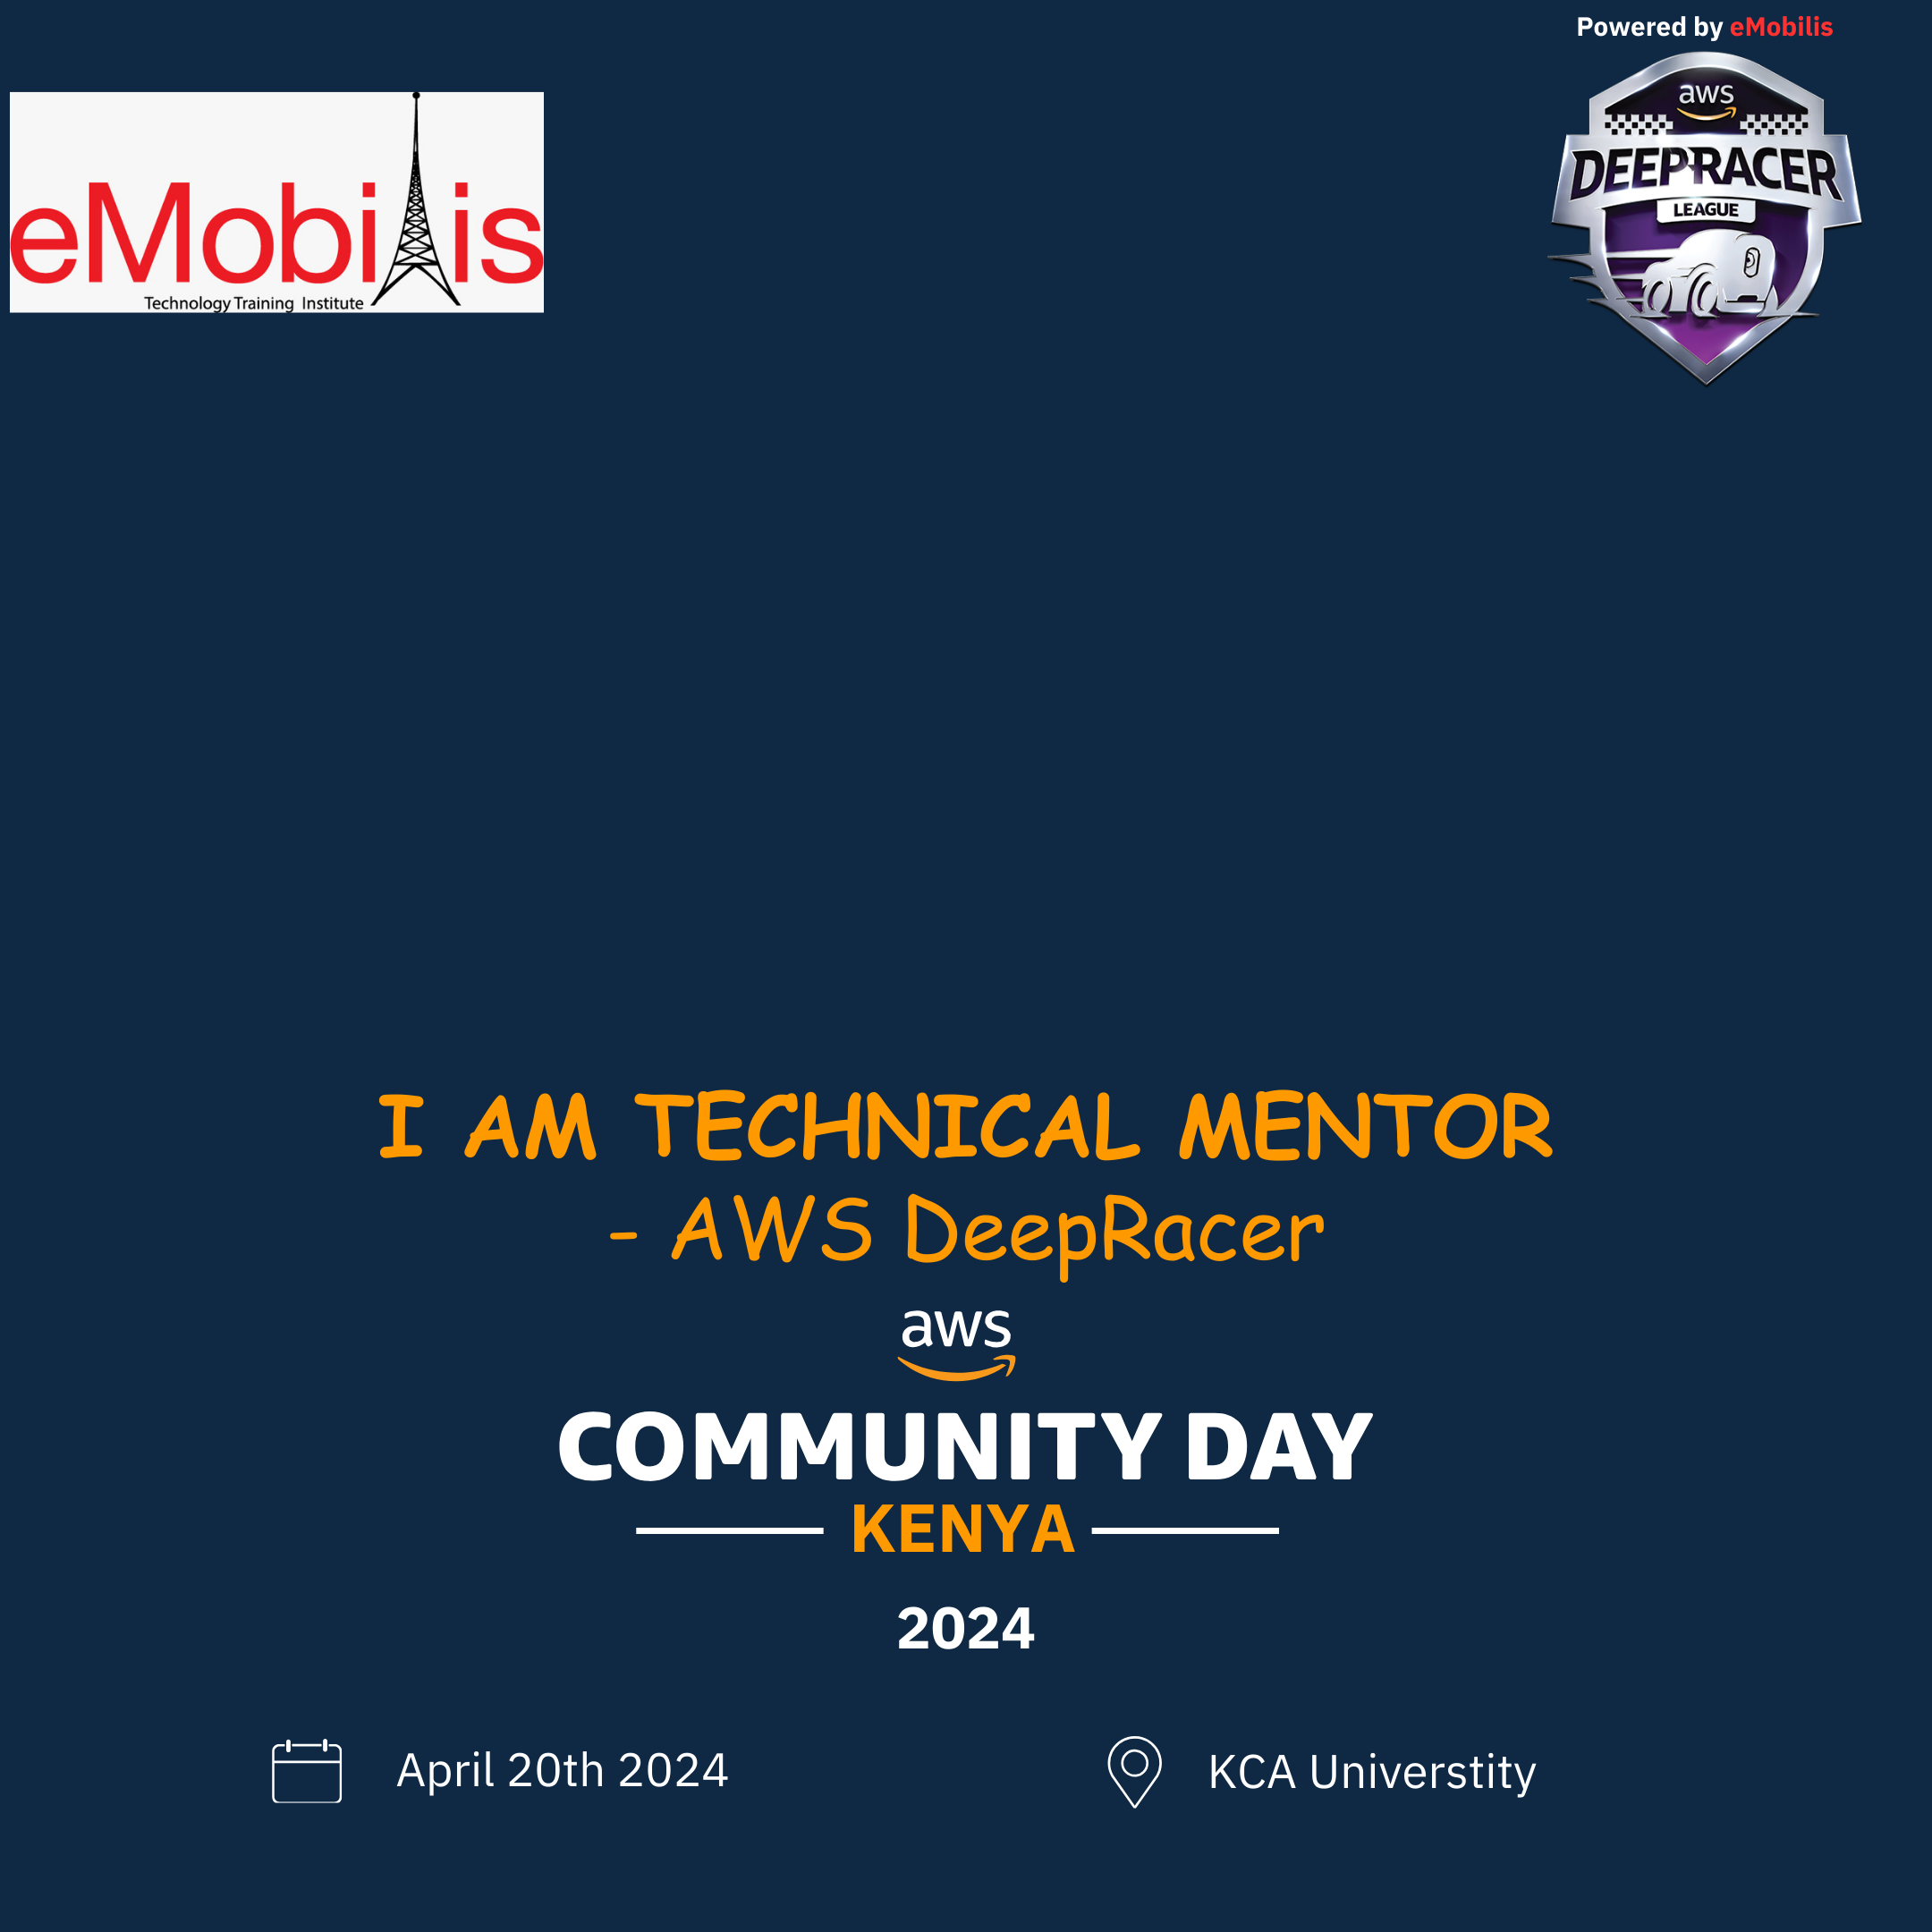 Powered by eMobilis
eMobilis
Technology Training Institute
aws
DEEPRACER
LEAGUE
I AM TECHNICAL MENTOR
- AWS DeepRacer
aws
COMMUNITY DAY
KENYA
2024
April 20th 2024
KCA Universtity